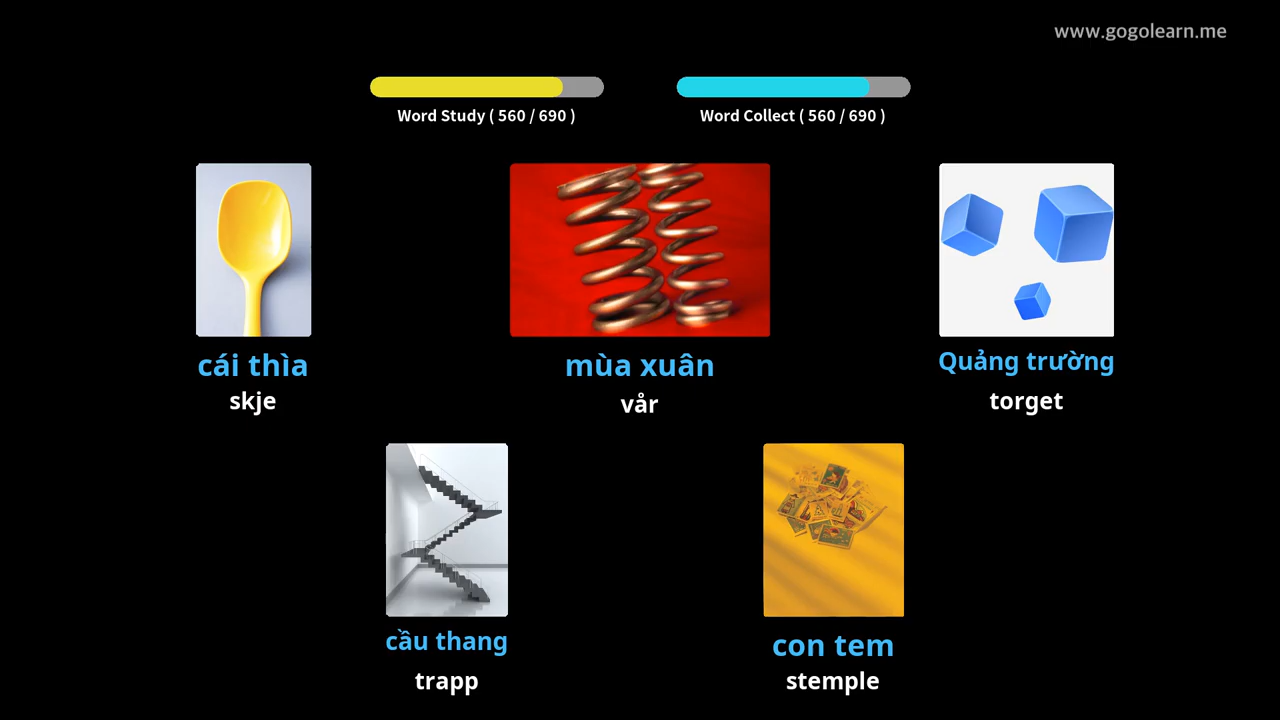 www.gogolearn.me
Word Study ( 560 / 690 )
Word Collect ( 560 / 690 )
cái thìa
skje
mùa xuân
vår
Quảng trường
torget
cầu thang
trapp
con tem
stemple